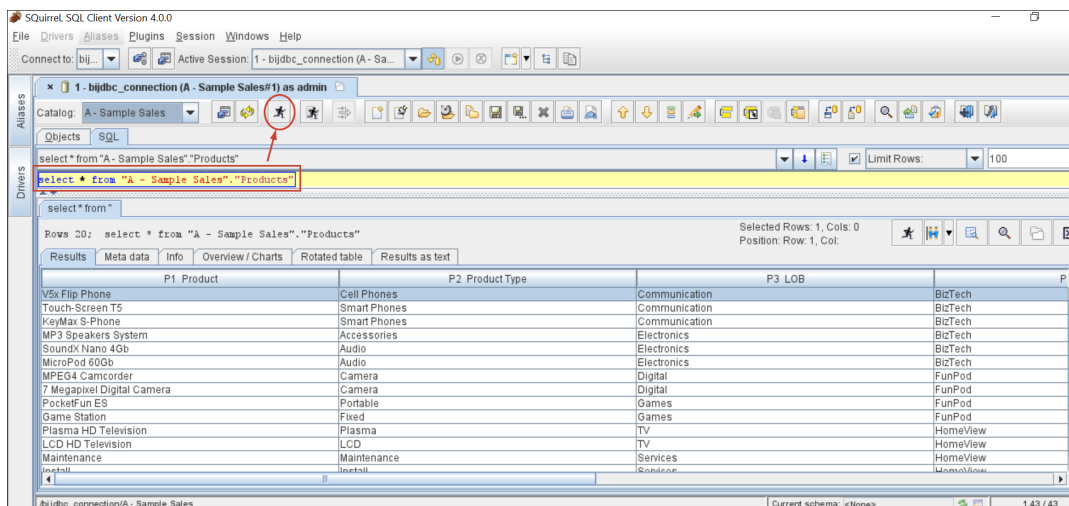 SQuirreL SQL Client Version 4.0.0
File Drivers Aliases Plugins Session Windows Help
Connect to: bij... Active Session: 1 - bijdbc_connection (A - Sa...
1 - bijdbc_connection (A - Sample Sales#1) as admin
Aliases
Drivers
Catalog: A - Sample Sales
Objects SQL
select * from "A - Sample Sales"."Products" Limit Rows: 100
select * from "A - Sample Sales"."Products"
select * from "
Rows 20; select * from "A - Sample Sales"."Products" Selected Rows: 1, Cols: 0
Position: Row: 1, Col:
Results Meta data Info Overview / Charts Rotated table Results as text
P1 Product P2 Product Type P3 LOB P
V5x Flip Phone Cell Phones Communication BizTech
Touch-Screen T5 Smart Phones Communication BizTech
KeyMax S-Phone Smart Phones Communication BizTech
MP3 Speakers System Accessories Electronics BizTech
SoundX Nano 4Gb Audio Electronics BizTech
MicroPod 60Gb Audio Electronics BizTech
MPEG4 Camcorder Camera Digital FunPod
7 Megapixel Digital Camera Camera Digital FunPod
PocketFun ES Portable Games FunPod
Game Station Fixed Games FunPod
Plasma HD Television Plasma TV HomeView
LCD HD Television LCD TV HomeView
Maintenance Maintenance Services HomeView
Install Install Services HomeView
/bijdbc_connection/A - Sample Sales Current schema: <None> 1,43 / 43